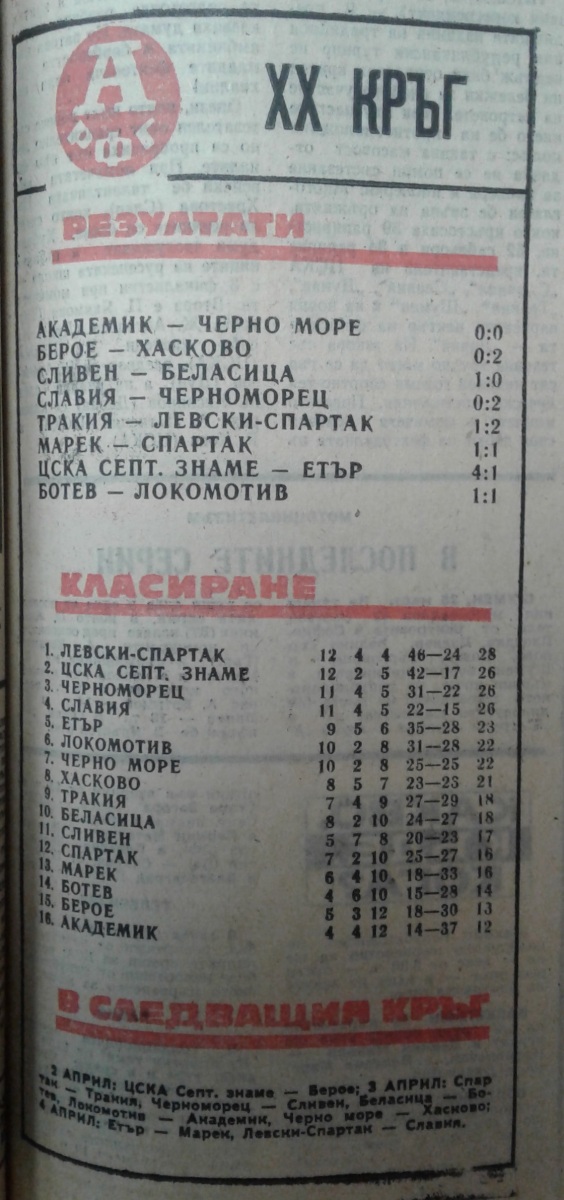 А
РФГ
XX КРЪГ
РЕЗУЛТАТИ
АКАДЕМИК — ЧЕРНО МОРЕ 0:0
БЕРОЕ — ХАСКОВО 0:2
СЛИВЕН — БЕЛАСИЦА 1:0
СЛАВИЯ — ЧЕРНОМОРЕЦ 0:2
ТРАКИЯ — ЛЕВСКИ-СПАРТАК 1:2
МАРЕК — СПАРТАК 1:1
ЦСКА СЕПТ. ЗНАМЕ — ЕТЪР 4:1
БОТЕВ — ЛОКОМОТИВ 1:1
КЛАСИРАНЕ
1. ЛЕВСКИ-СПАРТАК 12 4 4 46—24 28
2. ЦСКА СЕПТ. ЗНАМЕ 12 2 5 42—17 26
3. ЧЕРНОМОРЕЦ 11 4 5 31—22 26
4. СЛАВИЯ 11 4 5 22—15 26
5. ЕТЪР 9 5 6 35—28 23
6. ЛОКОМОТИВ 10 2 8 31—28 22
7. ЧЕРНО МОРЕ 10 2 8 25—25 22
8. ХАСКОВО 8 5 7 23—23 21
9. ТРАКИЯ 7 4 9 27—29 18
10. БЕЛАСИЦА 8 2 10 24—27 18
11. СЛИВЕН 5 7 8 20—23 17
12. СПАРТАК 7 2 10 25—27 16
13. МАРЕК 6 4 10 18—33 16
14. БОТЕВ 4 6 10 15—28 14
15. БЕРОЕ 5 3 12 18—30 13
16. АКАДЕМИК 4 4 12 14—37 12
В СЛЕДВАЩИЯ КРЪГ
2 АПРИЛ: ЦСКА Септ. знаме — Берое; 3 АПРИЛ: Спар
так — Тракия, Черноморец — Сливен, Беласица — Бо-
тев, Локомотив — Академик, Черно море — Хасково;
4 АПРИЛ: Етър — Марек, Левски-Спартак — Славия.